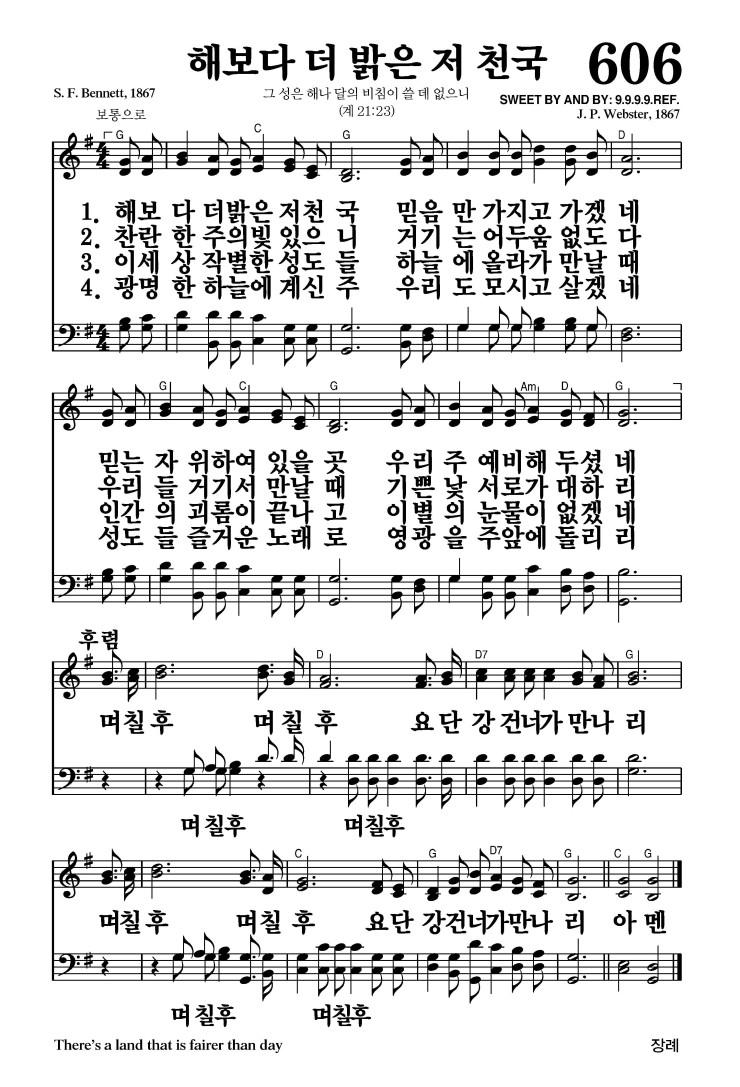 해보다 더 밝은 저 천국 606
S. F. Bennett, 1867 그 성은 해나 달의 비침이 쓸 데 없으니 SWEET BY AND BY: 9.9.9.9.REF.
보통으로 (계 21:23) J. P. Webster, 1867
G C G D
4 4
1. 해보 다 더밝은 저천 국 믿음 만 가지고 가겠 네
2. 찬란 한 주의빛 있으 니 거기 는 어두움 없도 다
3. 이세 상 작별한 성도 들 하늘 에 올라가 만날 때
4. 광명 한 하늘에 계신 주 우리 도 모시고 살겠 네
4 4
G C G Am D G
믿는 자 위하여 있을 곳 우리 주 예비해 두셨 네
우리 들 거기서 만날 때 기쁜 낯 서로가 대하 리
인간 의 괴롬이 끝나 고 이별 의 눈물이 없겠 네
성도 들 즐거운 노래 로 영광 을 주앞에 돌리 리
후렴
G D D7 G
며칠 후 며 칠 후 요 단 강 건너가 만나 리
며 칠후 며칠후
G C G D7 G C G
며칠 후 며칠 후 요단 강건너가만나 리 아 멘
며 칠후 며칠후
There's a land that is fairer than day 장례